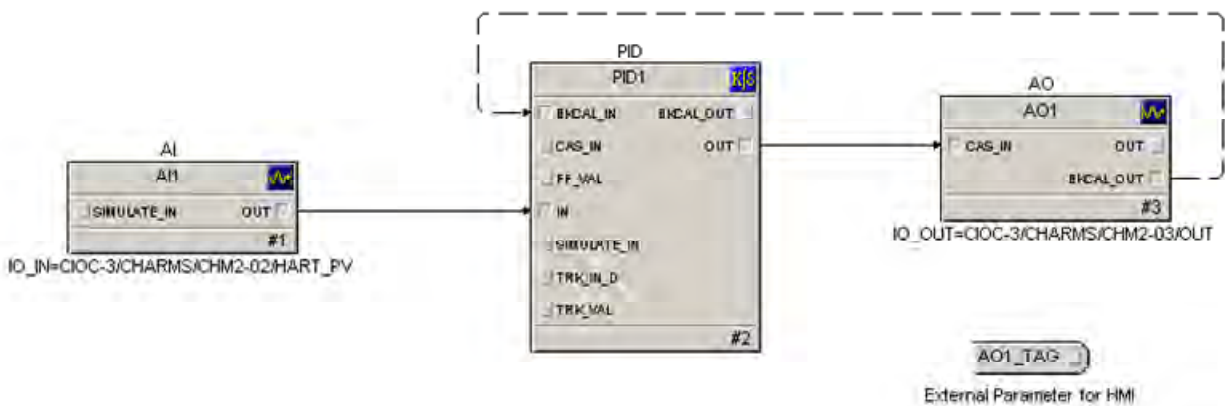 PID
PID1
BKCAL_IN BKCAL_OUT
CAS_IN OUT
FF_VAL
IN
SIMULATE_IN
TRK_IN_D
TRK_VAL
#2
AI
AI1
SIMULATE_IN OUT
#1
IO_IN=CIOC-3/CHARMS/CHM2-02/HART_PV
AO
AO1
CAS_IN OUT
BKCAL_OUT
#3
IO_OUT=CIOC-3/CHARMS/CHM2-03/OUT
AO1_TAG
External Parameter for HMI